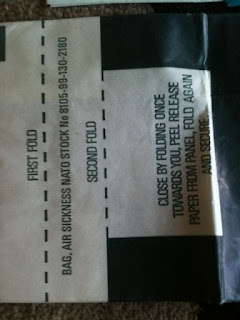 FIRST FOLD
BAG, AIR SICKNESS NATO STOCK No 8105-99-130-2180
SECOND FOLD
CLOSE BY FOLDING ONCE
TOWARDS YOU, PEEL RELEASE
PAPER FROM PANEL, FOLD AGAIN
AND SECURE